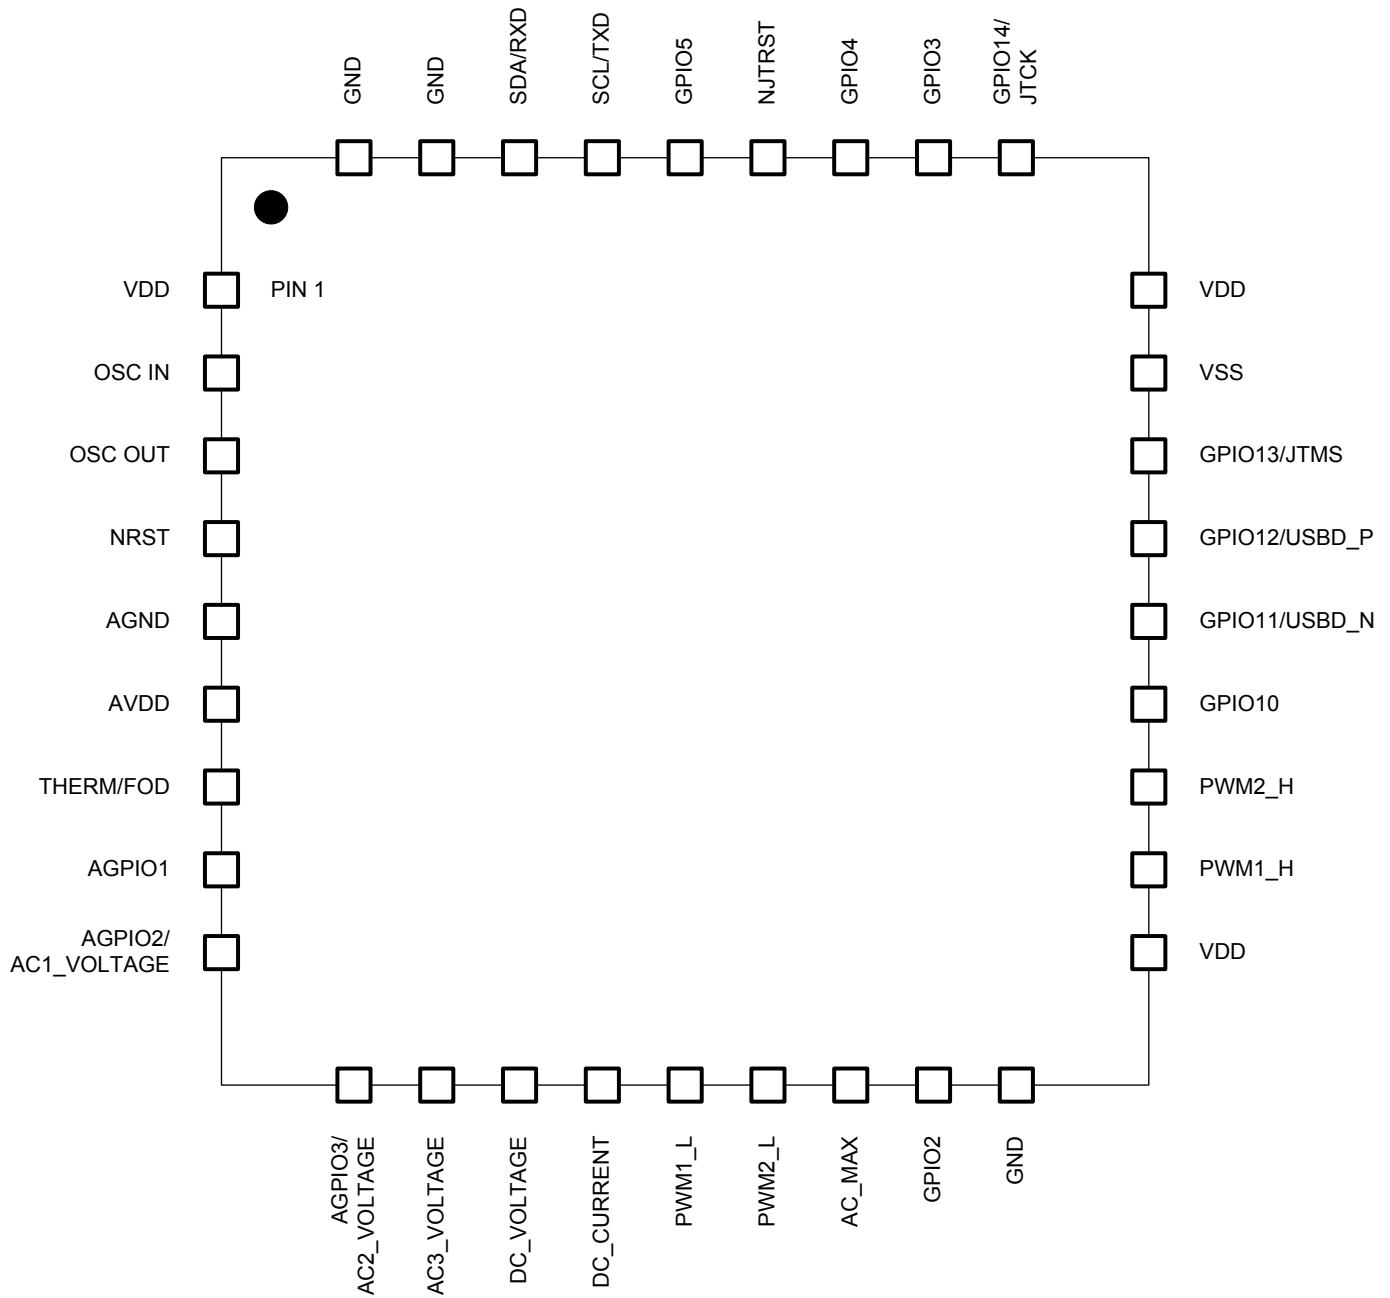 GND
GND
SDA/RXD
SCL/TXD
GPIO5
NJTRST
GPIO4
GPIO3
GPIO14/
JTCK
VDD
PIN 1
VDD
OSC IN
VSS
OSC OUT
GPIO13/JTMS
NRST
GPIO12/USBD_P
AGND
GPIO11/USBD_N
AVDD
GPIO10
THERM/FOD
PWM2_H
AGPIO1
PWM1_H
AGPIO2/
AC1_VOLTAGE
VDD
AGPIO3/
AC2_VOLTAGE
AC3_VOLTAGE
DC_VOLTAGE
DC_CURRENT
PWM1_L
PWM2_L
AC_MAX
GPIO2
GND